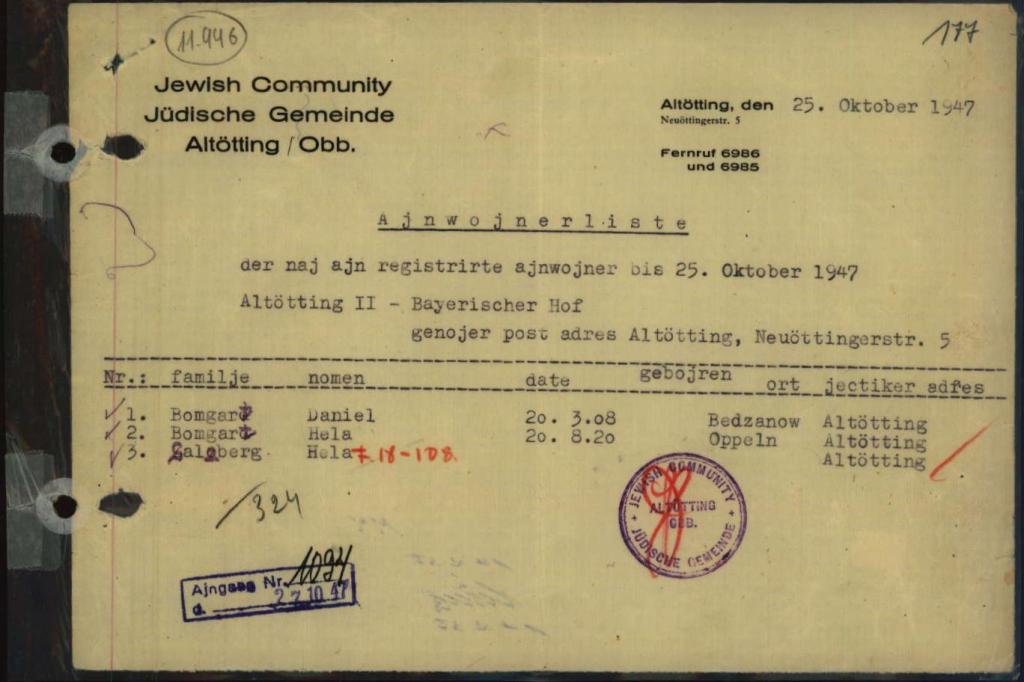 11.946
177
Jewish Community
Jüdische Gemeinde
Altötting / Obb.
Altötting, den 25. Oktober 1947
Neuöttingerstr. 5
Fernruf 6986
und 6985
Ajnwojnerliste
der naj ajn registrirte ajnwojner bis 25. Oktober 1947
Altötting II - Bayerischer Hof
genojer post adres Altötting, Neuöttingerstr. 5
Nr.: familje nomen date gebojren ort jectiker adres
1. Bomgart Daniel 20. 3.08 Bedzanow Altötting
2. Bomgart Hela 20. 8.20 Oppeln Altötting
3. Salzberg Hela F 18-108 Altötting
324
JEWISH COMMUNITY
ALTÖTTING
OBB.
JÜDISCHE GEMEINDE
Ajngang Nr. 1094
d. 27.10.47